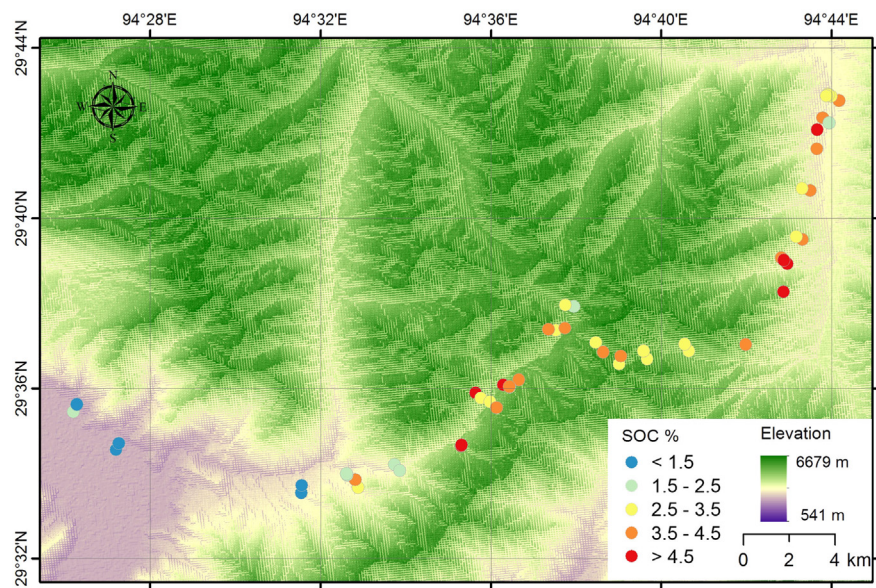 94°28'E 94°32'E 94°36'E 94°40'E 94°44'E
29°44'N
N
W E
S
29°40'N
29°36'N
29°32'N
SOC %
< 1.5
1.5 - 2.5
2.5 - 3.5
3.5 - 4.5
> 4.5
Elevation
6679 m
541 m
0 2 4 km